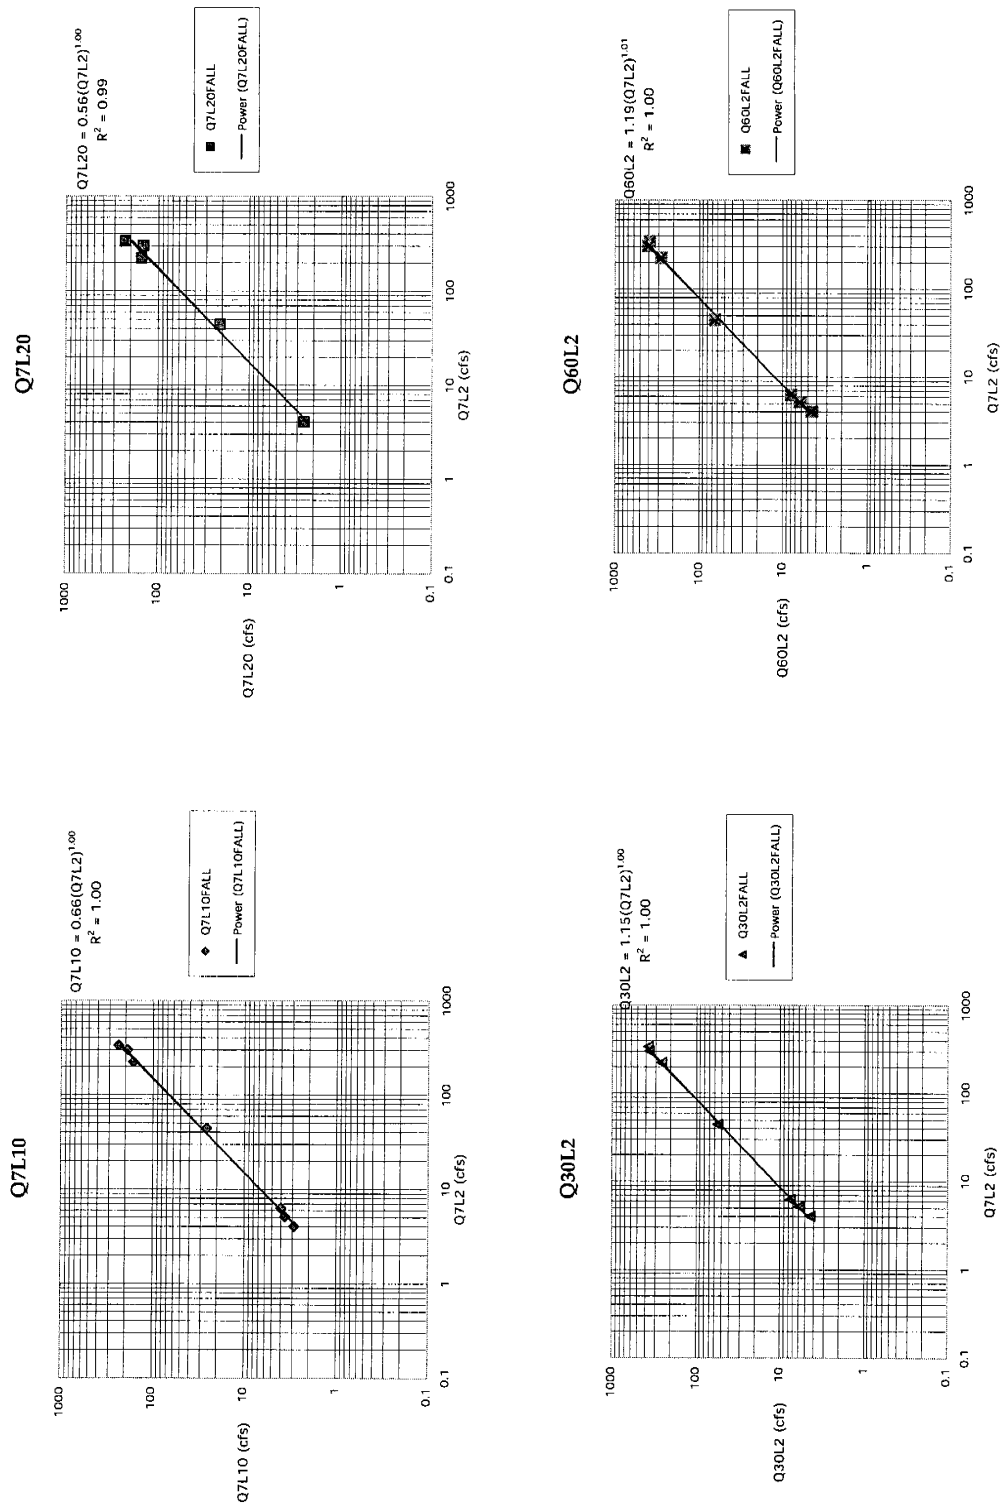 Q7L10
Q7L10 (cfs)
1000
100
10
1
0.1
0.1
1
10
100
1000
Q7L2 (cfs)
Q7L10 = 0.66(Q7L2)^1.00
R² = 1.00
Q7L10FALL
Power (Q7L10FALL)
Q7L20
Q7L20 (cfs)
1000
100
10
1
0.1
0.1
1
10
100
1000
Q7L2 (cfs)
Q7L20 = 0.56(Q7L2)^1.00
R² = 0.99
Q7L20FALL
Power (Q7L20FALL)
Q30L2
Q30L2 (cfs)
1000
100
10
1
0.1
0.1
1
10
100
1000
Q7L2 (cfs)
Q30L2 = 1.15(Q7L2)^1.00
R² = 1.00
Q30L2FALL
Power (Q30L2FALL)
Q60L2
Q60L2 (cfs)
1000
100
10
1
0.1
0.1
1
10
100
1000
Q7L2 (cfs)
Q60L2 = 1.19(Q7L2)^1.01
R² = 1.00
Q60L2FALL
Power (Q60L2FALL)